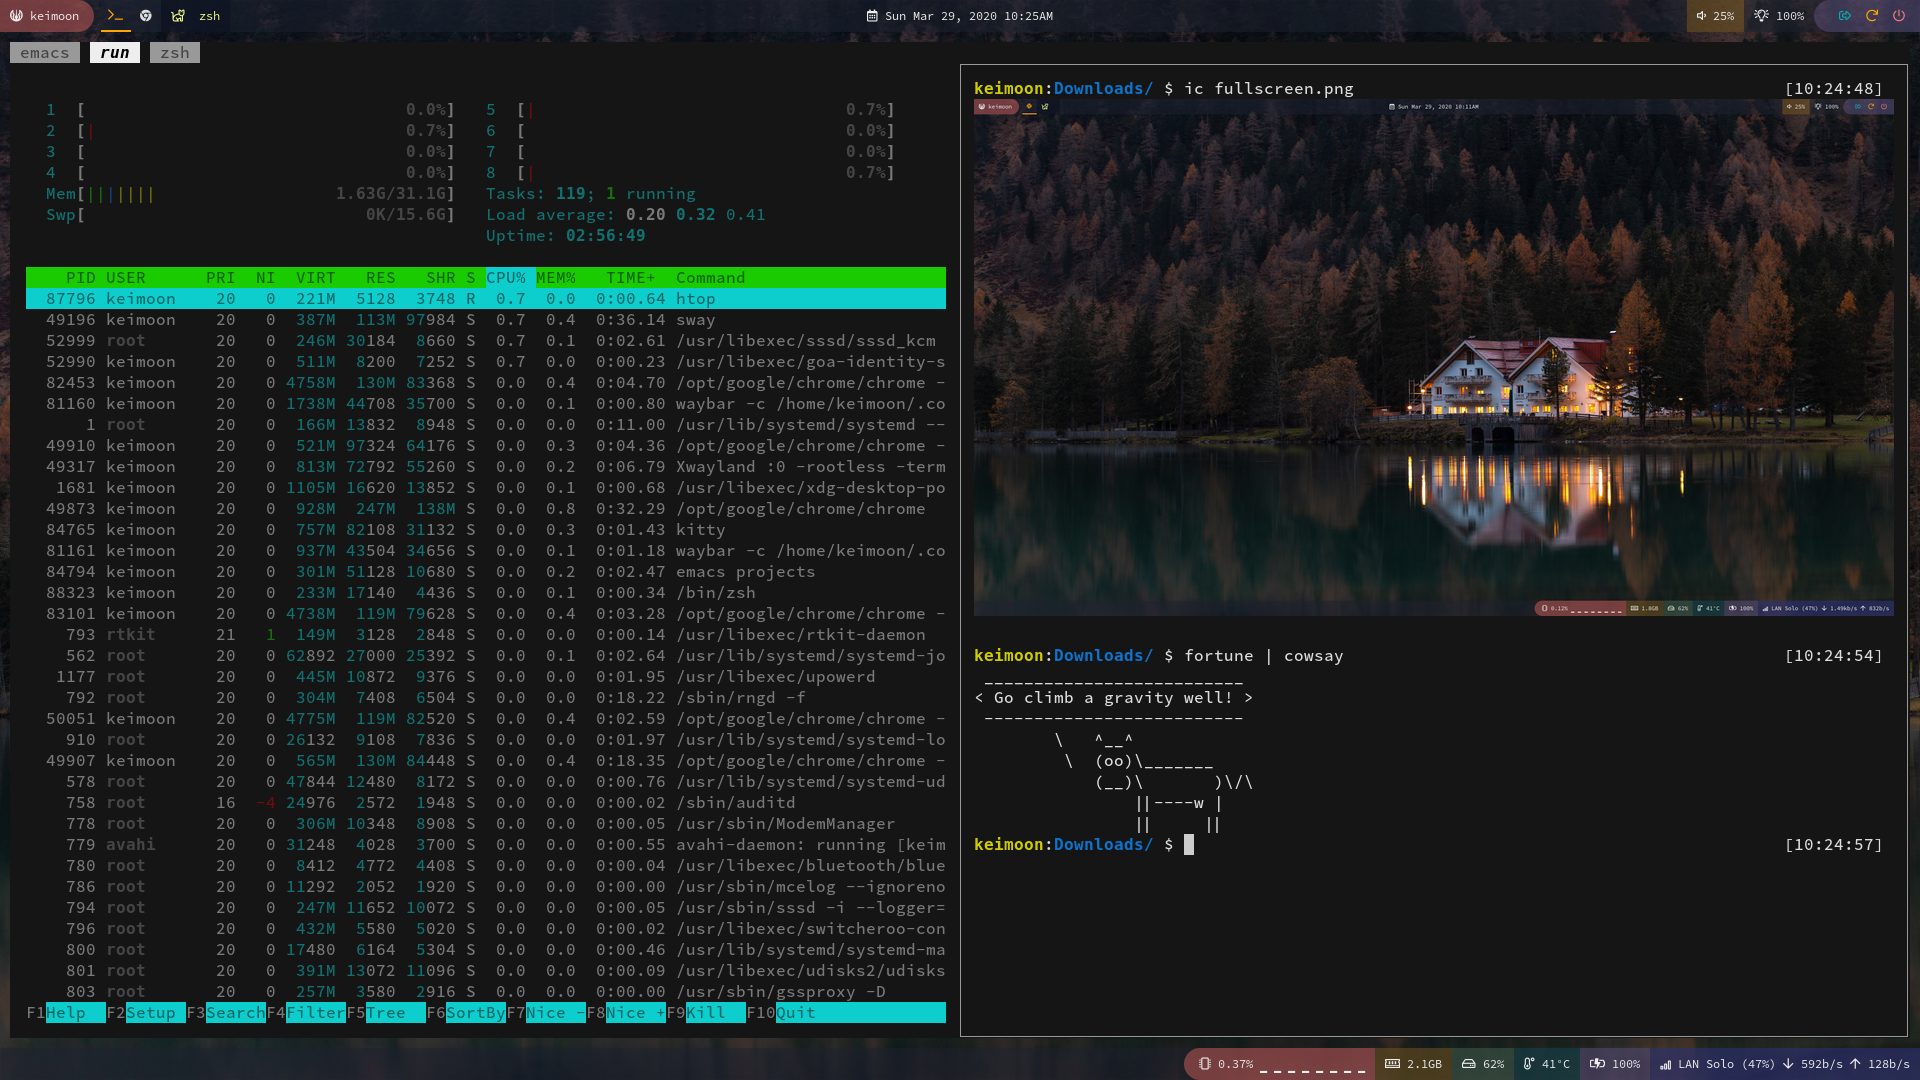 keimoon zsh Sun Mar 29, 2020 10:25AM 25% 100%
emacs run zsh
1 [ 0.0%] 5 [| 0.7%]
2 [| 0.7%] 6 [ 0.0%]
3 [ 0.0%] 7 [ 0.0%]
4 [ 0.0%] 8 [| 0.7%]
Mem[||||||| 1.63G/31.1G] Tasks: 119; 1 running
Swp[ 0K/15.6G] Load average: 0.20 0.32 0.41
Uptime: 02:56:49
PID USER PRI NI VIRT RES SHR S CPU% MEM% TIME+ Command
87796 keimoon 20 0 221M 5128 3748 R 0.7 0.0 0:00.64 htop
49196 keimoon 20 0 387M 113M 97984 S 0.7 0.4 0:36.14 sway
52999 root 20 0 246M 30184 8660 S 0.7 0.1 0:02.61 /usr/libexec/sssd/sssd_kcm
52990 keimoon 20 0 511M 8200 7252 S 0.7 0.0 0:00.23 /usr/libexec/goa-identity-s
82453 keimoon 20 0 4758M 130M 83368 S 0.0 0.4 0:04.70 /opt/google/chrome/chrome -
81160 keimoon 20 0 1738M 44708 35700 S 0.0 0.1 0:00.80 waybar -c /home/keimoon/.co
1 root 20 0 166M 13832 8948 S 0.0 0.0 0:11.00 /usr/lib/systemd/systemd --
49910 keimoon 20 0 521M 97324 64176 S 0.0 0.3 0:04.36 /opt/google/chrome/chrome -
49317 keimoon 20 0 813M 72792 55260 S 0.0 0.2 0:06.79 Xwayland :0 -rootless -term
1681 keimoon 20 0 1105M 16620 13852 S 0.0 0.1 0:00.68 /usr/libexec/xdg-desktop-po
49873 keimoon 20 0 928M 247M 138M S 0.0 0.8 0:32.29 /opt/google/chrome/chrome
84765 keimoon 20 0 757M 82108 31132 S 0.0 0.3 0:01.43 kitty
81161 keimoon 20 0 937M 43504 34656 S 0.0 0.1 0:01.18 waybar -c /home/keimoon/.co
84794 keimoon 20 0 301M 51128 10680 S 0.0 0.2 0:02.47 emacs projects
88323 keimoon 20 0 233M 17140 4436 S 0.0 0.1 0:00.34 /bin/zsh
83101 keimoon 20 0 4738M 119M 79628 S 0.0 0.4 0:03.28 /opt/google/chrome/chrome -
793 rtkit 21 1 149M 3128 2848 S 0.0 0.0 0:00.14 /usr/libexec/rtkit-daemon
562 root 20 0 62892 27000 25392 S 0.0 0.1 0:02.64 /usr/lib/systemd/systemd-jo
1177 root 20 0 445M 10872 9376 S 0.0 0.0 0:01.95 /usr/libexec/upowerd
792 root 20 0 304M 7408 6504 S 0.0 0.0 0:18.22 /sbin/rngd -f
50051 keimoon 20 0 4775M 119M 82520 S 0.0 0.4 0:02.59 /opt/google/chrome/chrome -
910 root 20 0 26132 9108 7836 S 0.0 0.0 0:01.97 /usr/lib/systemd/systemd-lo
49907 keimoon 20 0 565M 130M 84448 S 0.0 0.4 0:18.35 /opt/google/chrome/chrome -
578 root 20 0 47844 12480 8172 S 0.0 0.0 0:00.76 /usr/lib/systemd/systemd-ud
758 root 16 -4 24976 2572 1948 S 0.0 0.0 0:00.02 /sbin/auditd
778 root 20 0 306M 10348 8908 S 0.0 0.0 0:00.05 /usr/sbin/ModemManager
779 avahi 20 0 31248 4028 3700 S 0.0 0.0 0:00.55 avahi-daemon: running [keim
780 root 20 0 8412 4772 4408 S 0.0 0.0 0:00.04 /usr/libexec/bluetooth/blue
786 root 20 0 11292 2052 1920 S 0.0 0.0 0:00.00 /usr/sbin/mcelog --ignoreno
794 root 20 0 247M 11652 10072 S 0.0 0.0 0:00.05 /usr/sbin/sssd -i --logger=
796 root 20 0 432M 5580 5020 S 0.0 0.0 0:00.02 /usr/libexec/switcheroo-con
800 root 20 0 17480 6164 5304 S 0.0 0.0 0:00.46 /usr/lib/systemd/systemd-ma
801 root 20 0 391M 13072 11096 S 0.0 0.0 0:00.09 /usr/libexec/udisks2/udisks
803 root 20 0 257M 3580 2916 S 0.0 0.0 0:00.00 /usr/sbin/gssproxy -D
F1Help F2Setup F3SearchF4FilterF5Tree F6SortByF7Nice -F8Nice +F9Kill F10Quit
keimoon:Downloads/ $ ic fullscreen.png [10:24:48]
keimoon Sun Mar 29, 2020 10:11AM 25% 100%
0.12% 1.8GB 62% 41°C 100% LAN Solo (47%) 1.49kb/s 832b/s
keimoon:Downloads/ $ fortune | cowsay [10:24:54]
__________________________
< Go climb a gravity well! >
--------------------------
\   ^__^
\  (oo)\_______
(__)\       )\/\
||----w |
||     ||
keimoon:Downloads/ $ [10:24:57]
0.37% 2.1GB 62% 41°C 100% LAN Solo (47%) 592b/s 128b/s